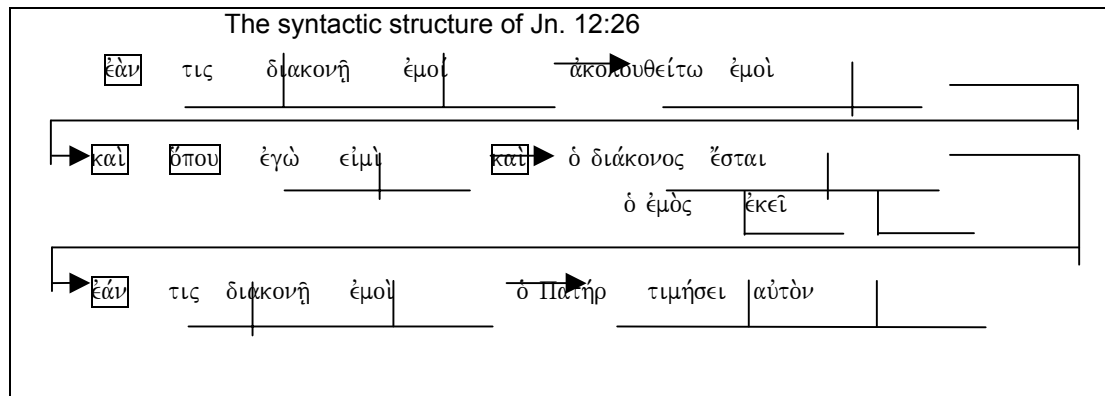 The syntactic structure of Jn. 12:26
ἐὰν τις διακονῇ ἐμοί ἀκολουθείτω ἐμοὶ
καὶ ὅπου ἐγὼ εἰμὶ καὶ ὁ διάκονος ἔσται
ὁ ἐμὸς ἐκεῖ
ἐάν τις διακονῇ ἐμοὶ ὁ Πατήρ τιμήσει αὐτὸν